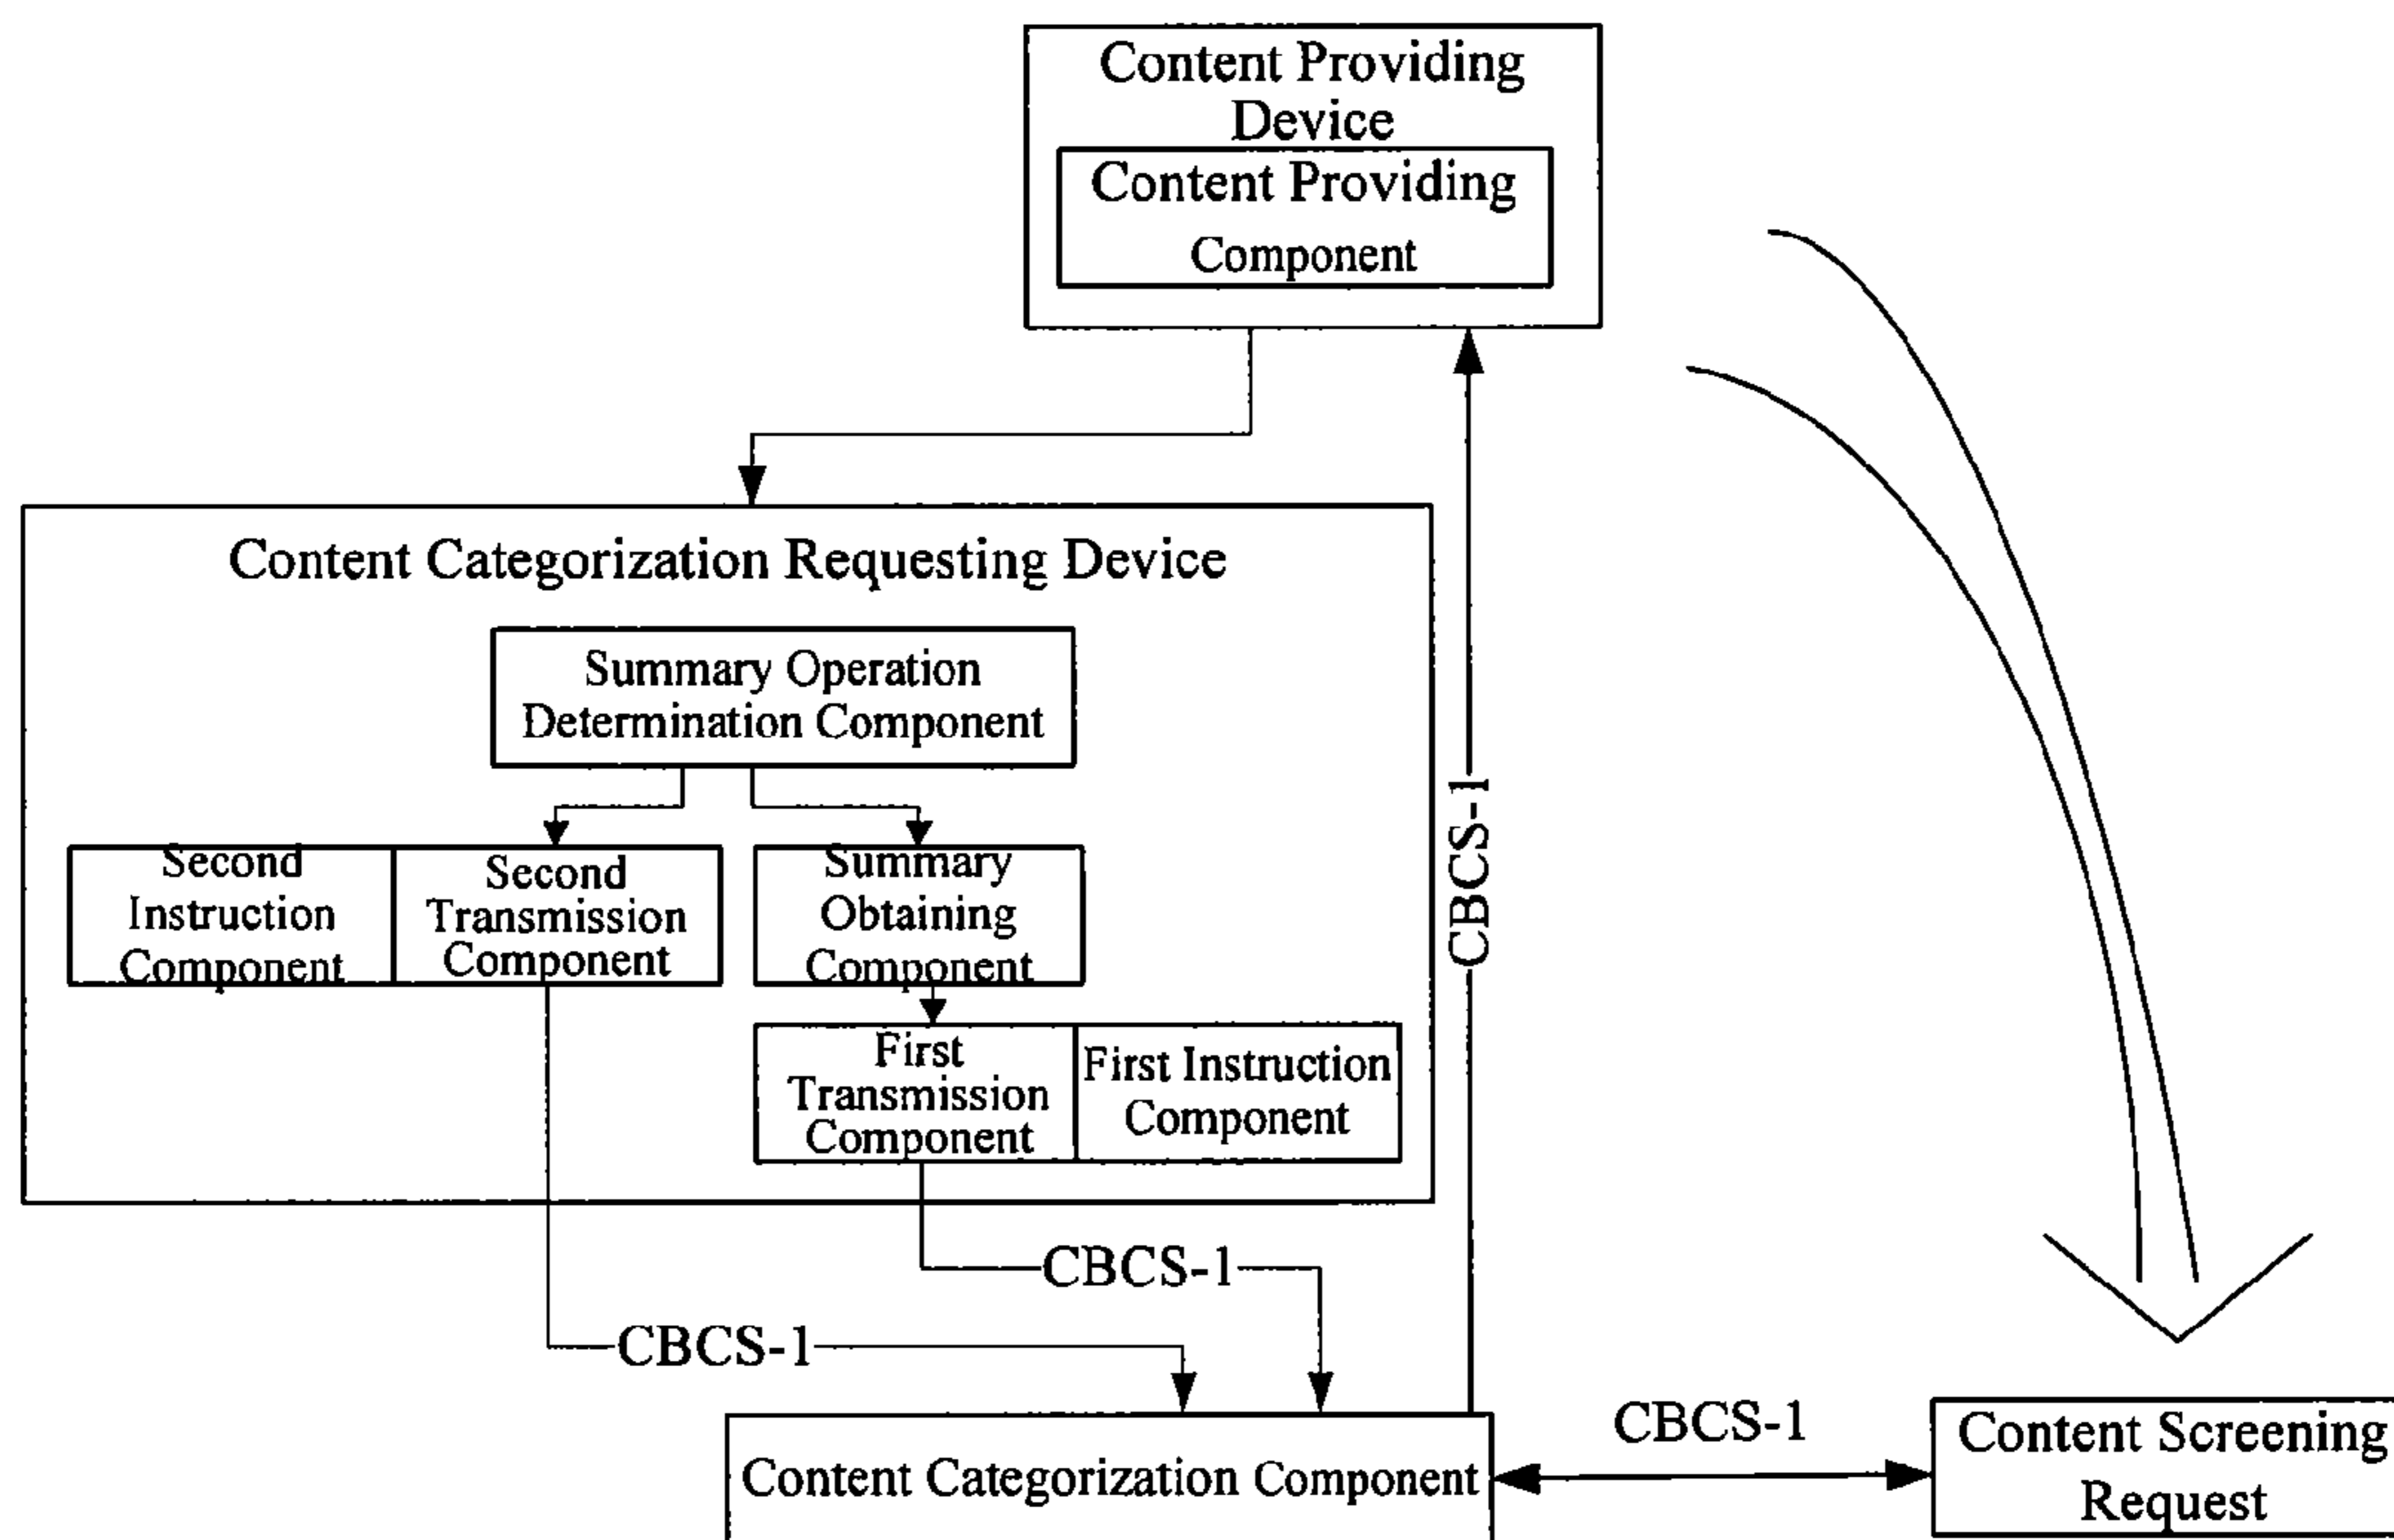 Content Providing
Device
Content Providing
Component
Content Categorization Requesting Device
Summary Operation
Determination Component
Second
Instruction
Component
Second
Transmission
Component
Summary
Obtaining
Component
First
Transmission
Component
First Instruction
Component
CBCS-1
CBCS-1
CBCS-1
Content Categorization Component
CBCS-1
Content Screening
Request